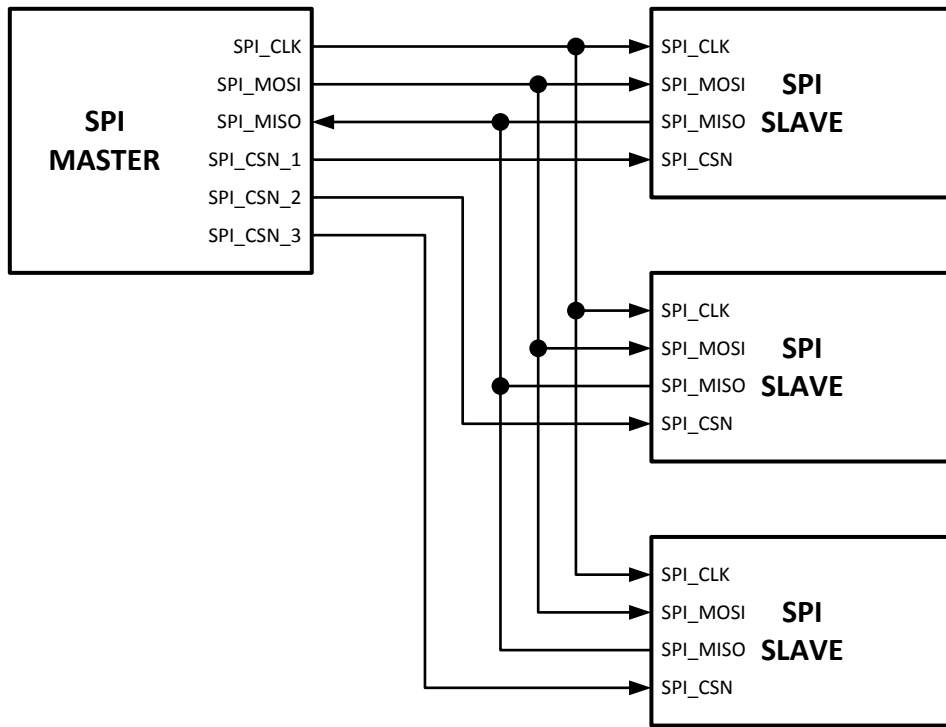 SPI
MASTER
SPI_CLK
SPI_MOSI
SPI_MISO
SPI_CSN_1
SPI_CSN_2
SPI_CSN_3
SPI_CLK
SPI_MOSI
SPI_MISO
SPI_CSN
SPI
SLAVE
SPI_CLK
SPI_MOSI
SPI_MISO
SPI_CSN
SPI
SLAVE
SPI_CLK
SPI_MOSI
SPI_MISO
SPI_CSN
SPI
SLAVE